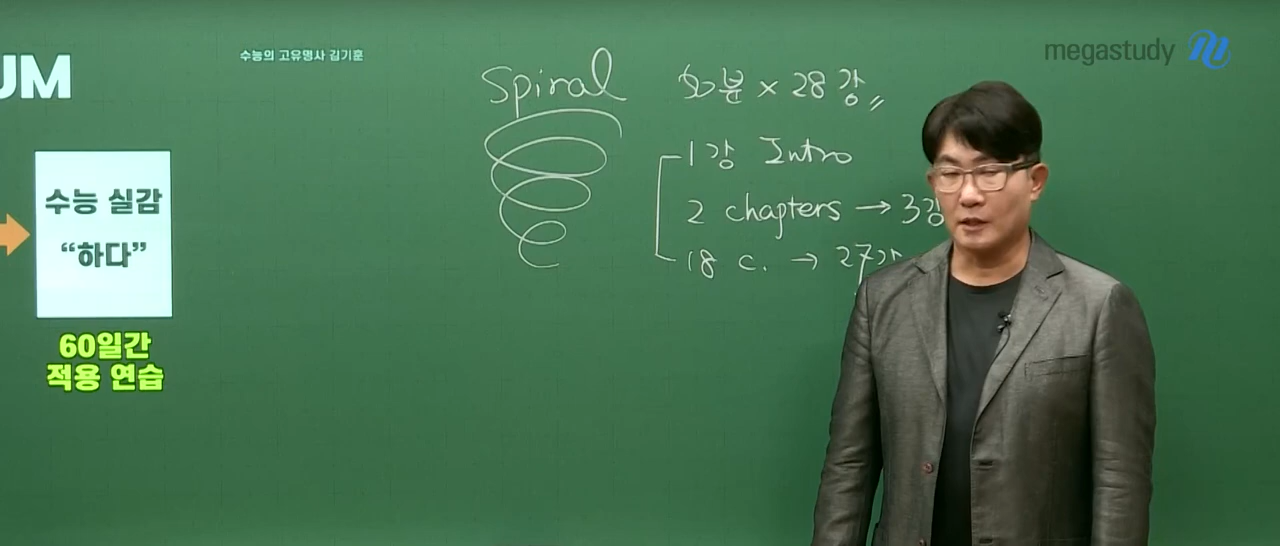 UM
수능의 고유명사 김기훈
megastudy
수능 실감
“하다”
60일간
적용 연습
Spiral
분 × 28강
1강 Intro
2 chapters → 3강
18 c. → 27강